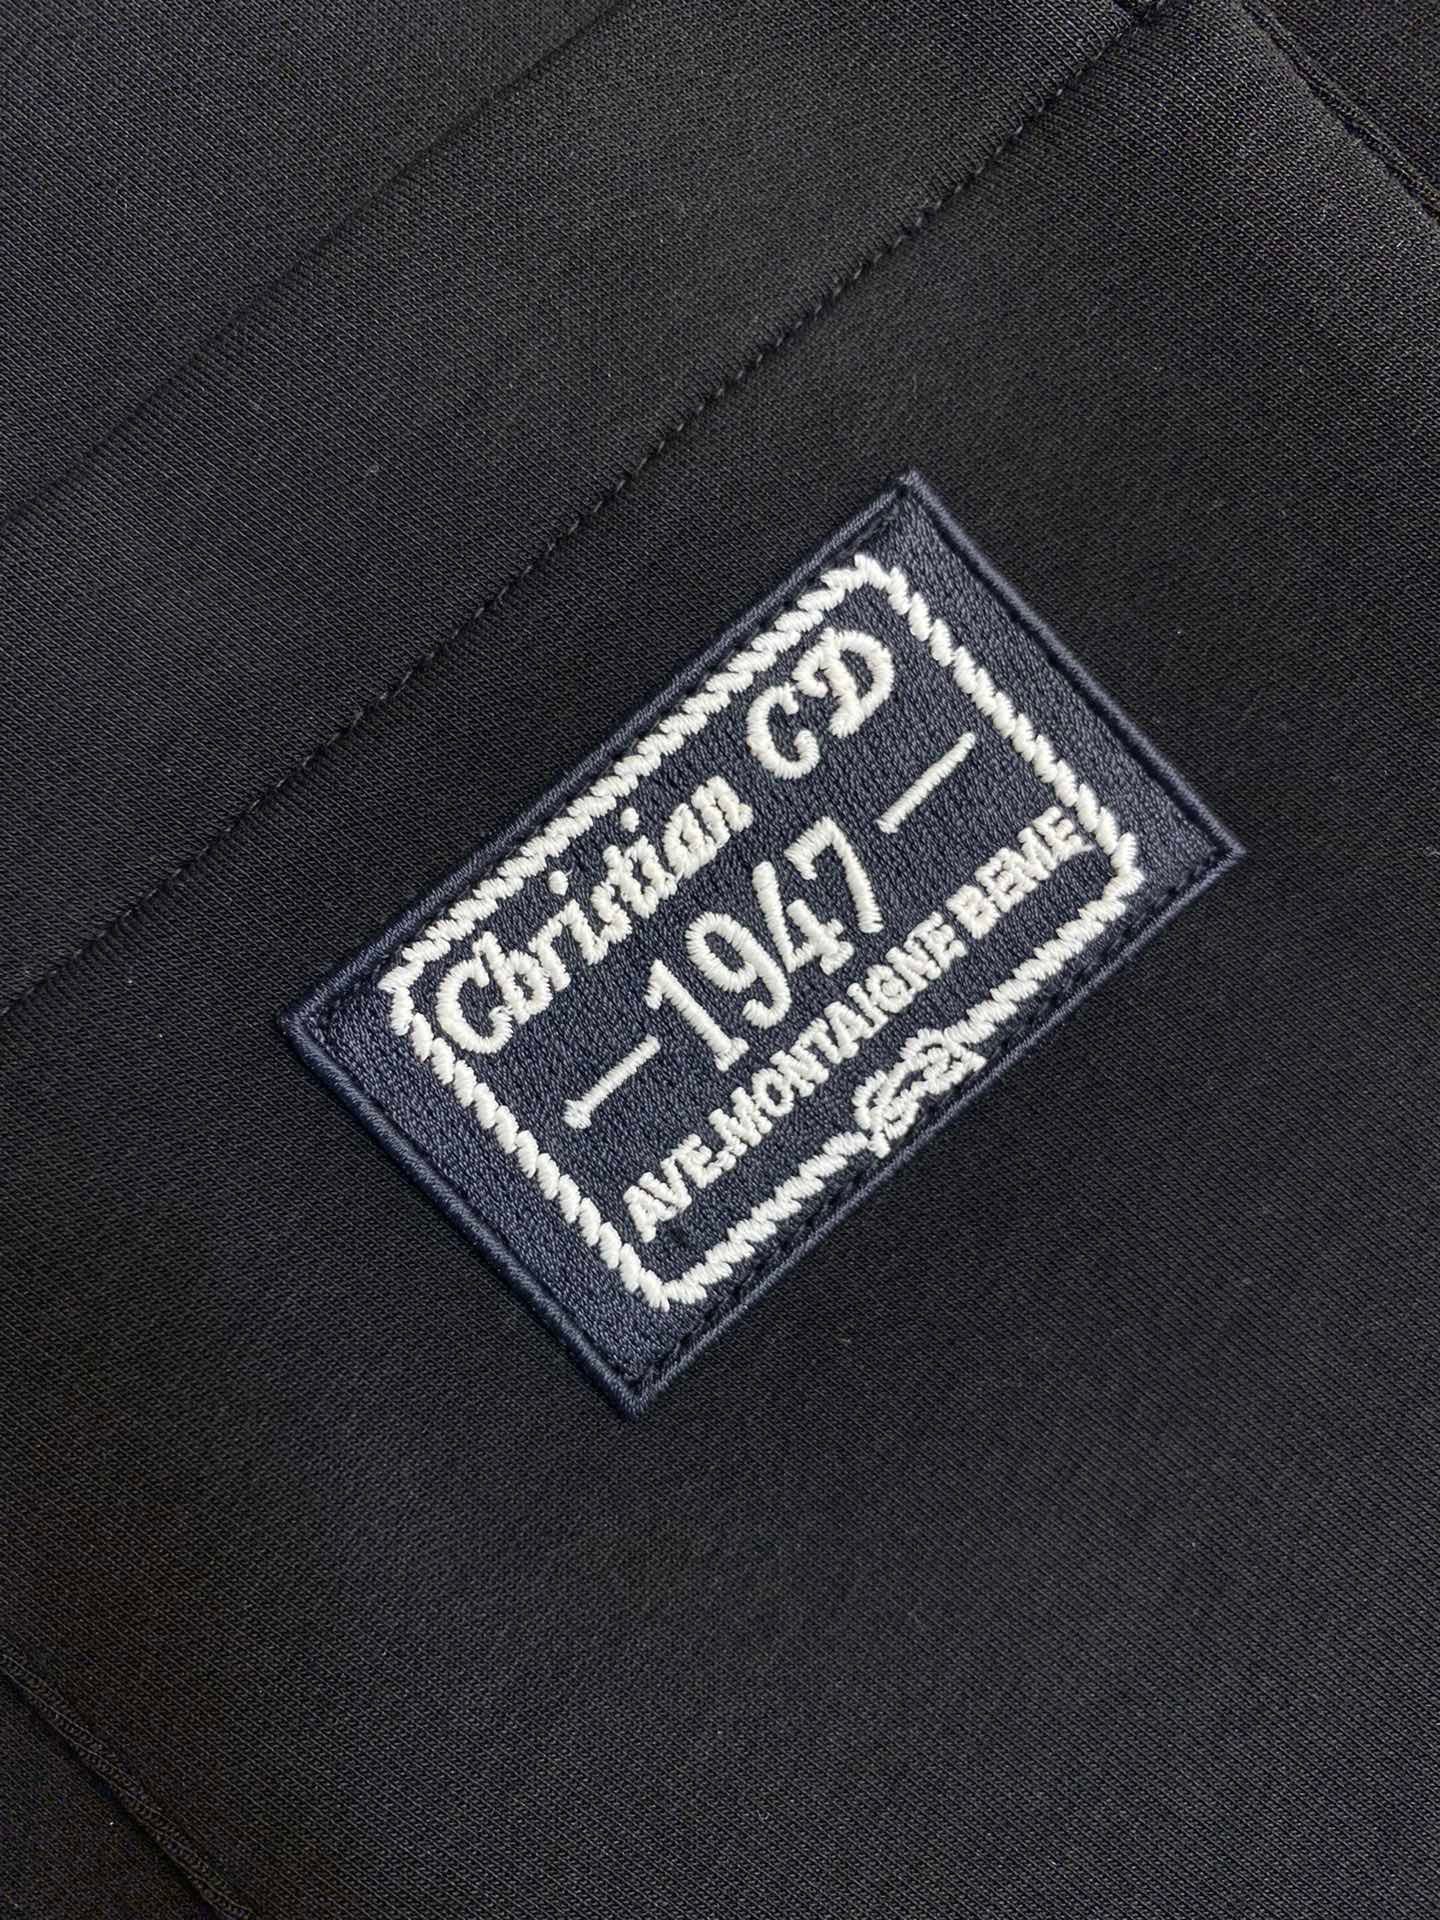 Christian CD
1947
AVE.MONTAIGNE BEME